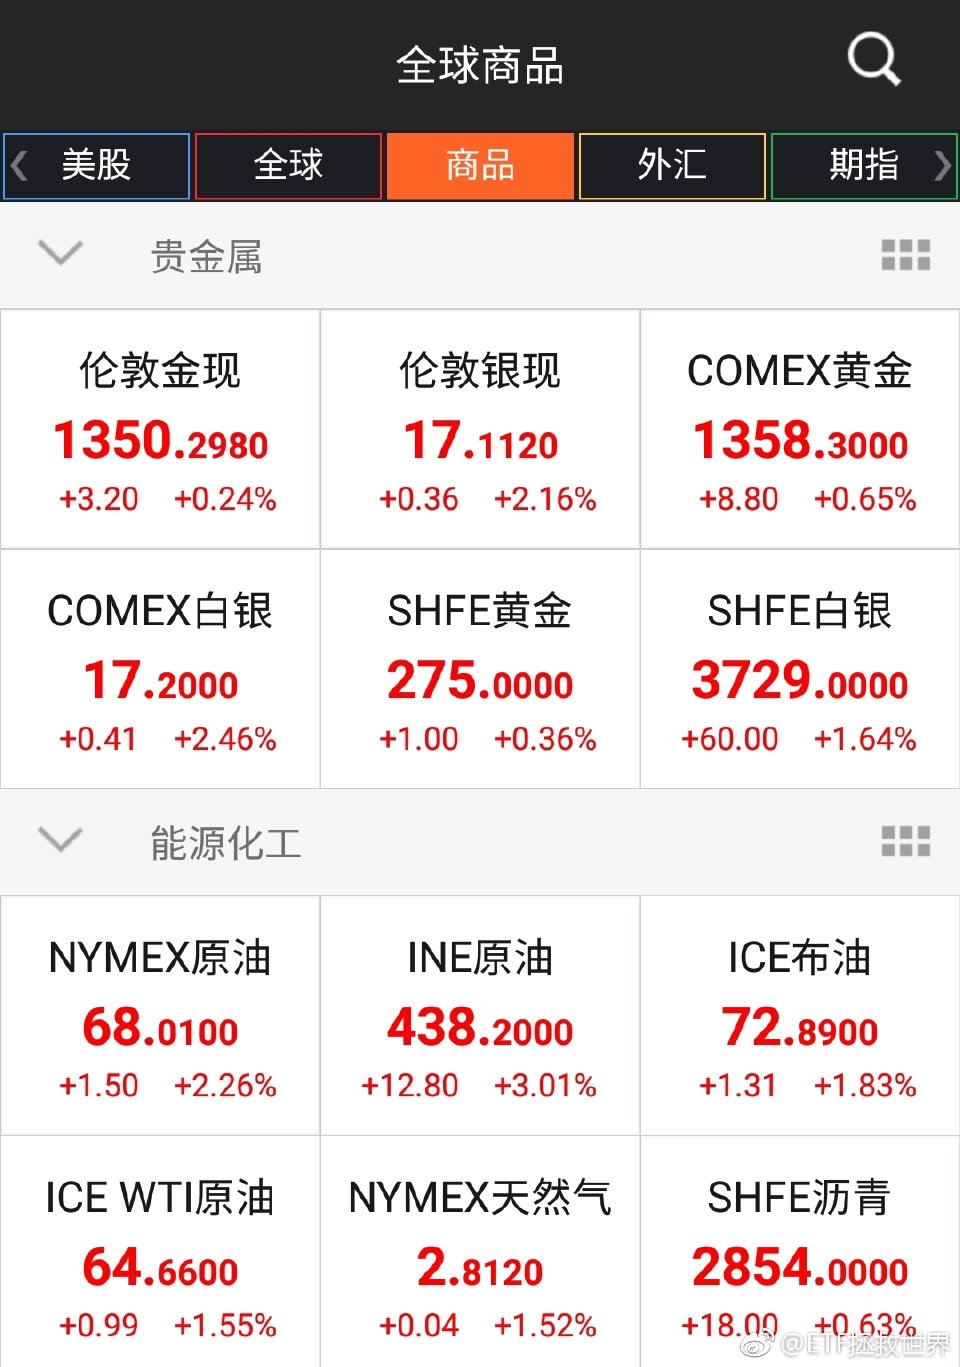 全球商品
美股 全球 商品 外汇 期指
贵金属
伦敦金现 伦敦银现 COMEX黄金
1350.2980 17.1120 1358.3000
+3.20 +0.24% +0.36 +2.16% +8.80 +0.65%
COMEX白银 SHFE黄金 SHFE白银
17.2000 275.0000 3729.0000
+0.41 +2.46% +1.00 +0.36% +60.00 +1.64%
能源化工
NYMEX原油 INE原油 ICE布油
68.0100 438.2000 72.8900
+1.50 +2.26% +12.80 +3.01% +1.31 +1.83%
ICE WTI原油 NYMEX天然气 SHFE沥青
64.6600 2.8120 2854.0000
+0.99 +1.55% +0.04 +1.52% +18.00 +0.63%
@ETF拯救世界